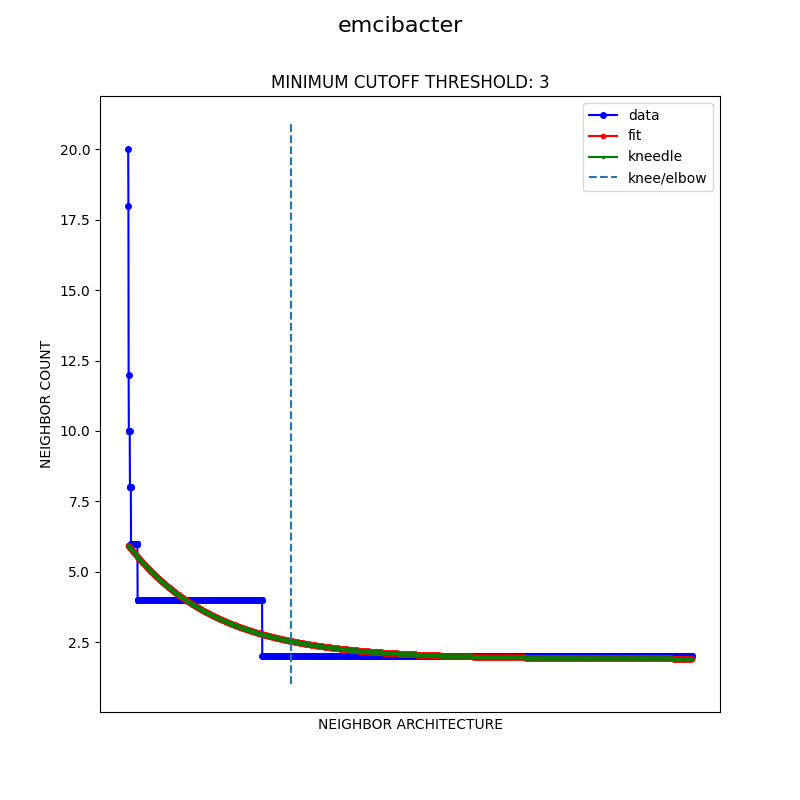 emcibacter
MINIMUM CUTOFF THRESHOLD: 3
data
fit
kneedle
knee/elbow
20.0
17.5
15.0
12.5
10.0
7.5
5.0
2.5
NEIGHBOR COUNT
NEIGHBOR ARCHITECTURE